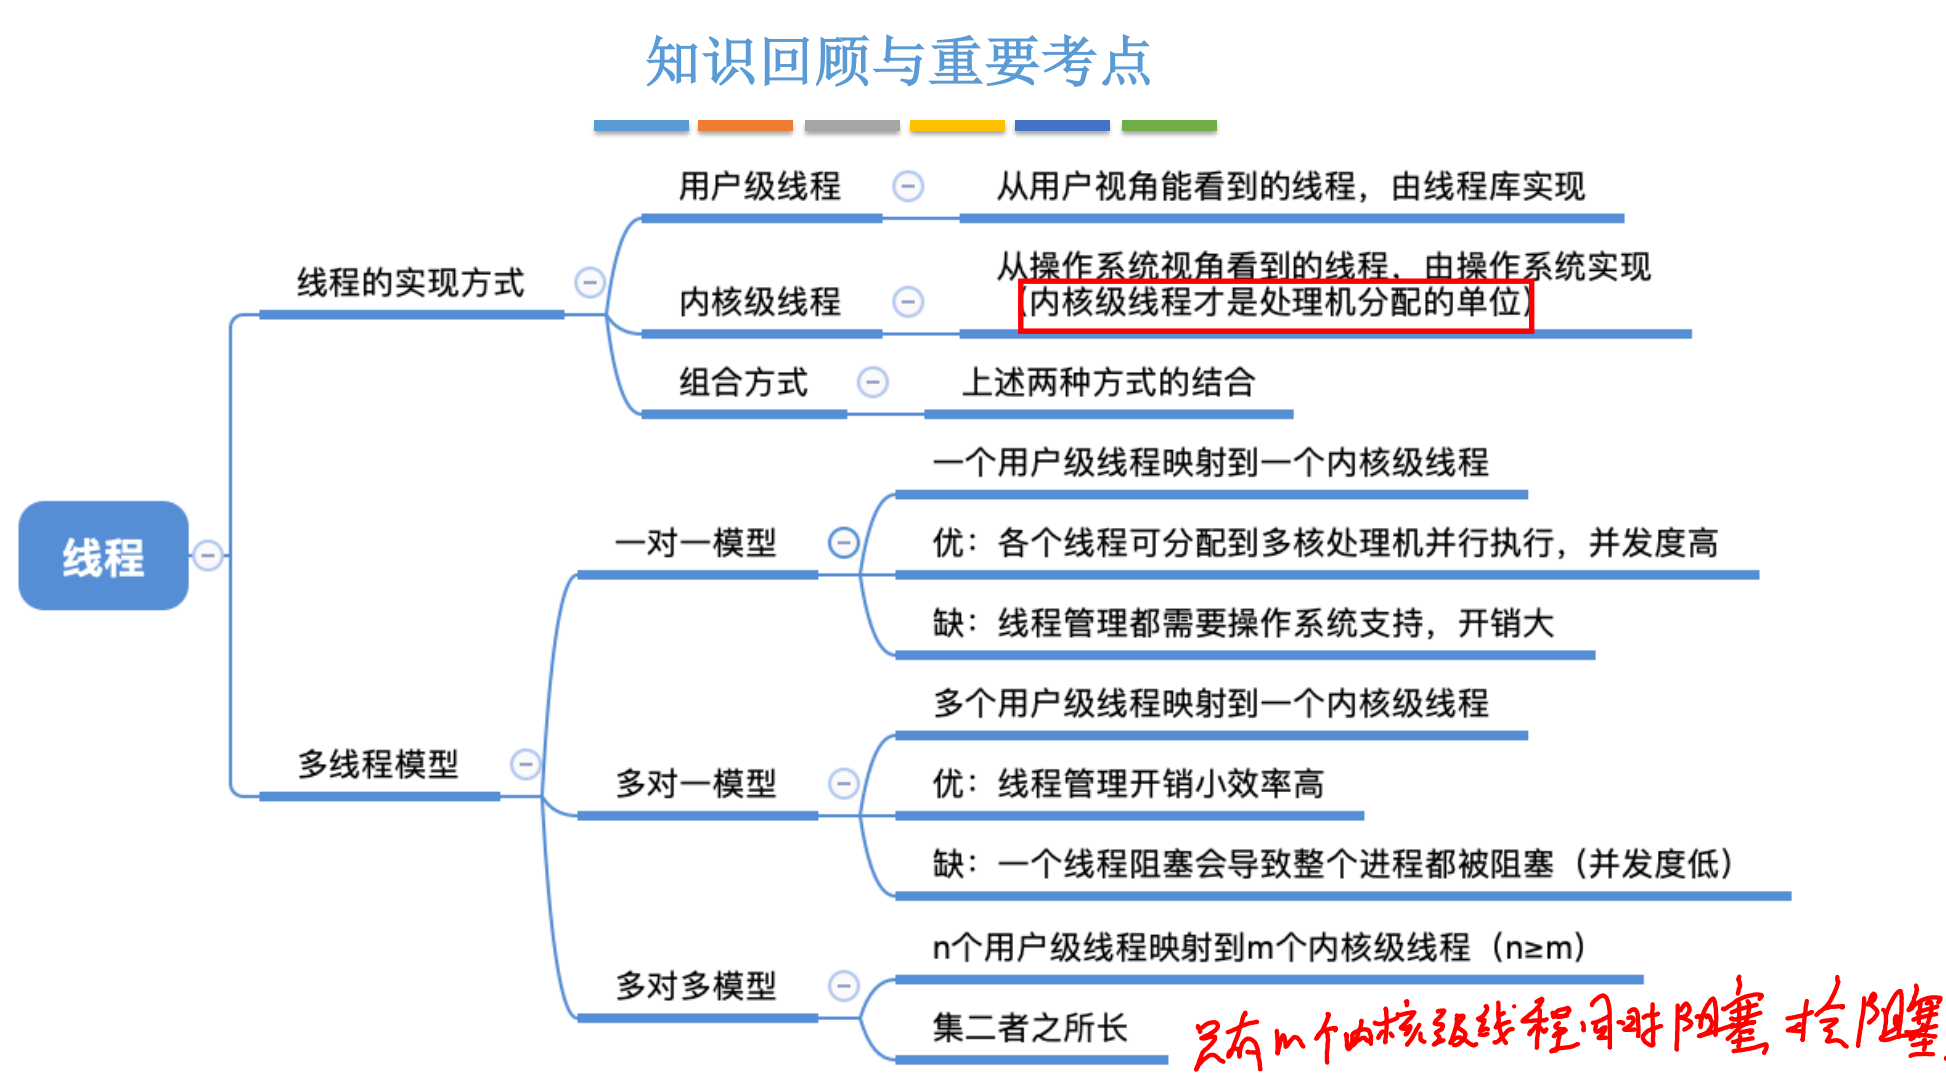 知识回顾与重要考点
线程
线程的实现方式
用户级线程
从用户视角能看到的线程，由线程库实现
内核级线程
从操作系统视角看到的线程，由操作系统实现
（内核级线程才是处理机分配的单位）
组合方式
上述两种方式的结合
多线程模型
一对一模型
一个用户级线程映射到一个内核级线程
优：各个线程可分配到多核处理机并行执行，并发度高
缺：线程管理都需要操作系统支持，开销大
多对一模型
多个用户级线程映射到一个内核级线程
优：线程管理开销小效率高
缺：一个线程阻塞会导致整个进程都被阻塞（并发度低）
多对多模型
n个用户级线程映射到m个内核级线程（n≥m）
集二者之所长
只有m个内核级线程同时阻塞，才会阻塞.